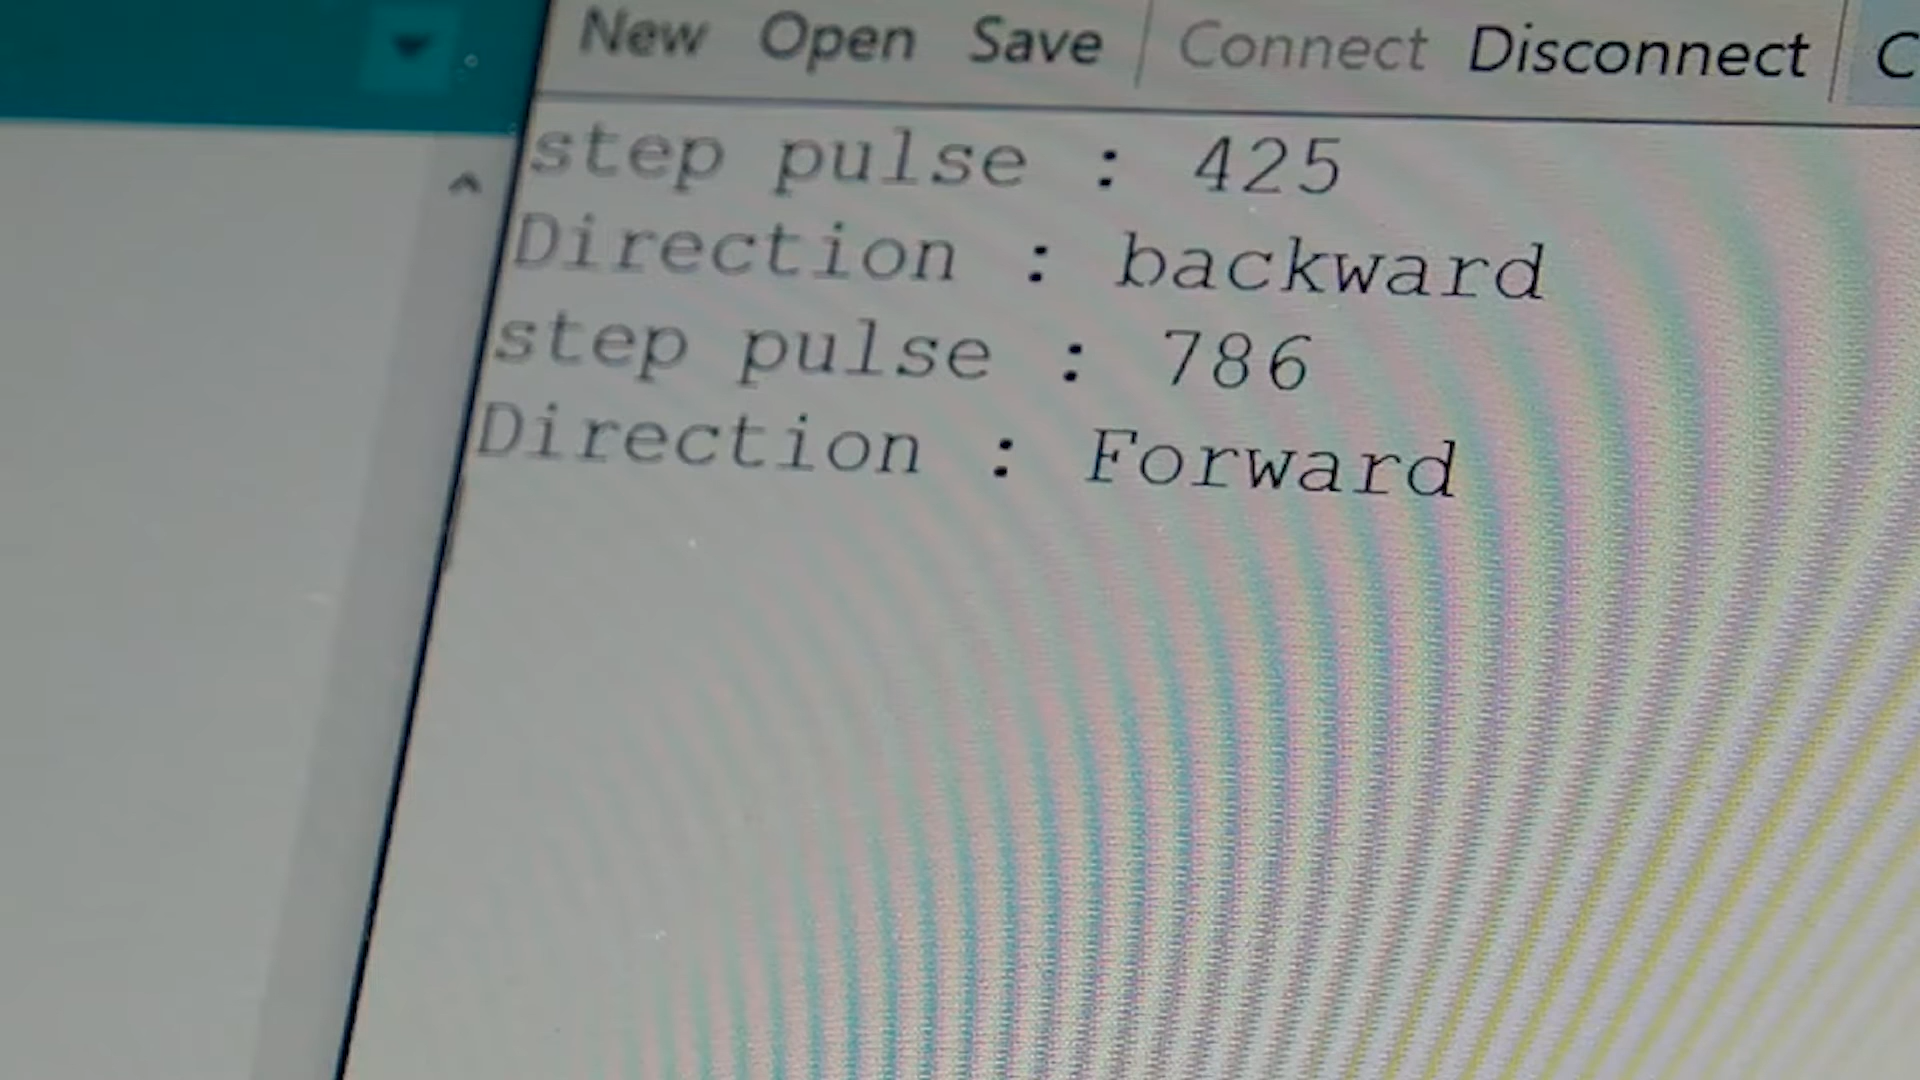 New Open Save Connect Disconnect C
step pulse : 425
Direction : backward
step pulse : 786
Direction : Forward